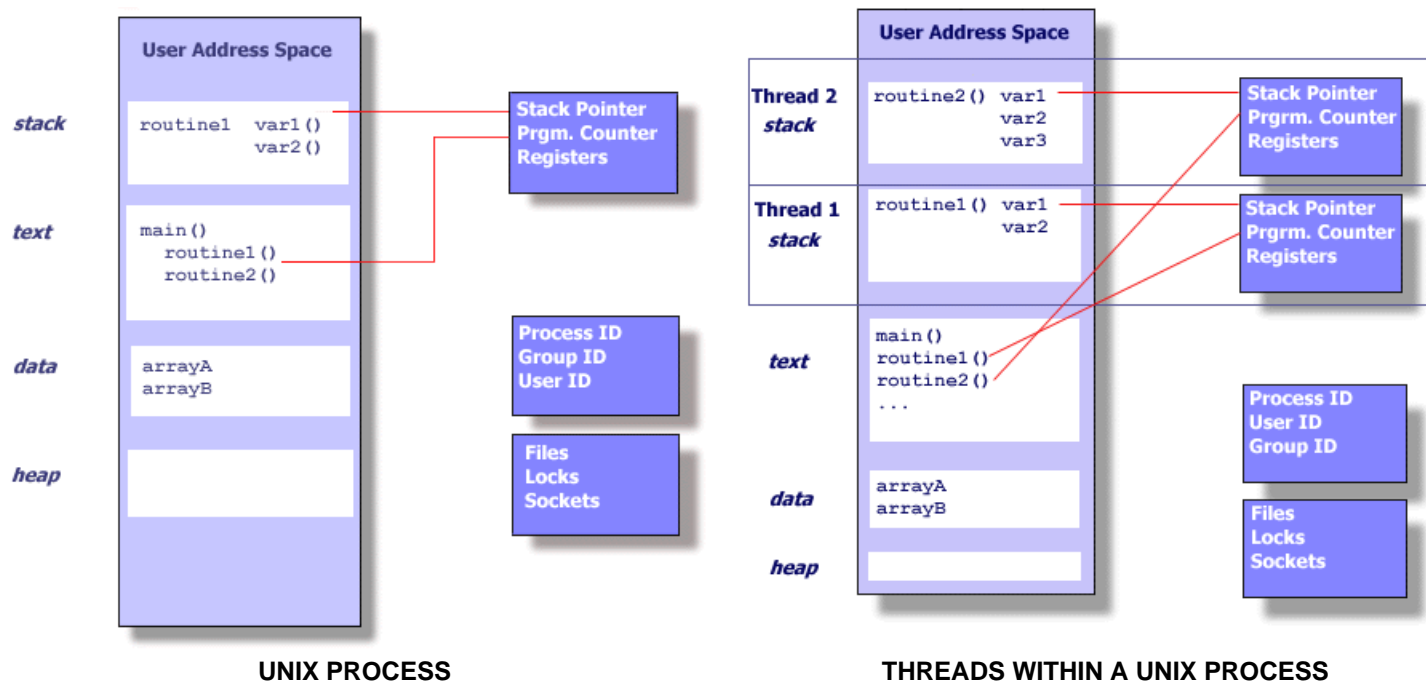 User Address Space
stack
routine1 var1()
var2()
Stack Pointer
Prgm. Counter
Registers
text
main()
routine1()
routine2()
data
arrayA
arrayB
Process ID
Group ID
User ID
heap
Files
Locks
Sockets
UNIX PROCESS
User Address Space
Thread 2
stack
routine2() var1
var2
var3
Stack Pointer
Prgrm. Counter
Registers
Thread 1
stack
routine1() var1
var2
Stack Pointer
Prgrm. Counter
Registers
text
main()
routine1()
routine2()
...
Process ID
User ID
Group ID
data
arrayA
arrayB
Files
Locks
Sockets
heap
THREADS WITHIN A UNIX PROCESS